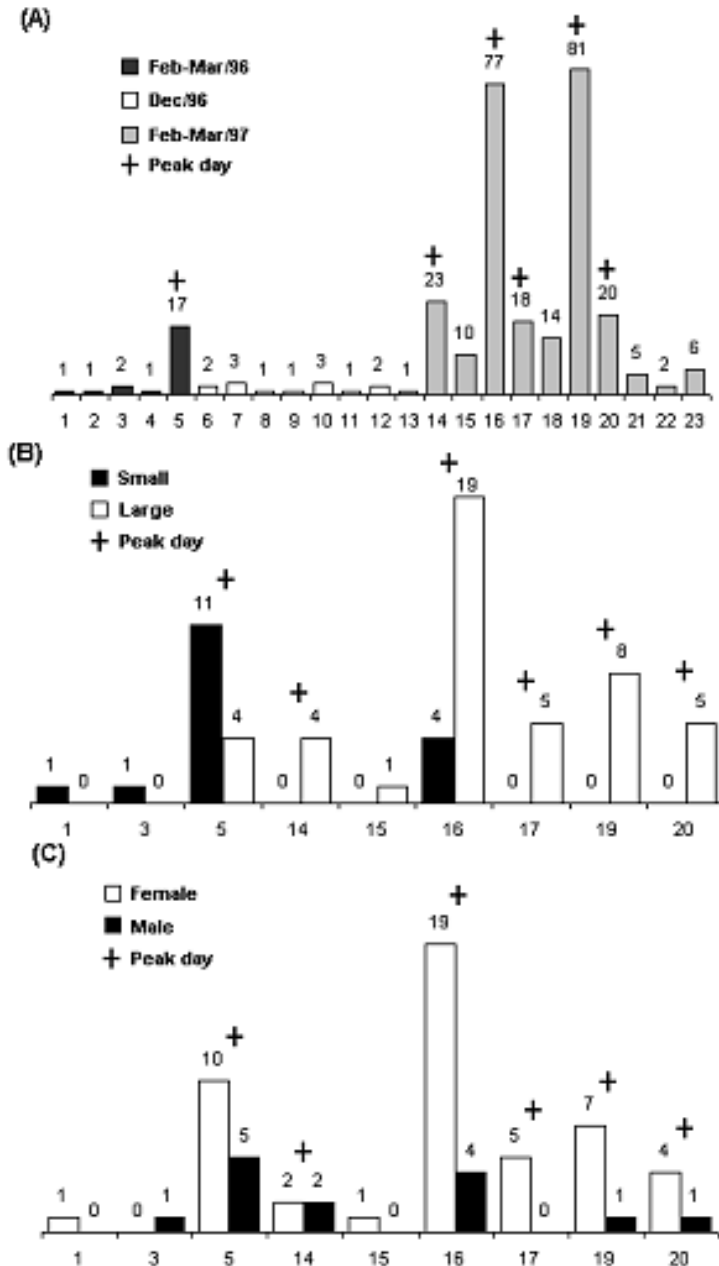 (A)
Feb-Mar/96
Dec/96
Feb-Mar/97
Peak day
1 1 2 1 17 2 3 1 1 3 1 2 1 23 10 77 18 14 81 20 5 2 6
1 2 3 4 5 6 7 8 9 10 11 12 13 14 15 16 17 18 19 20 21 22 23
(B)
Small
Large
Peak day
1 0 1 0 11 4 0 4 0 1 4 19 0 5 0 8 0 5
1 3 5 14 15 16 17 19 20
(C)
Female
Male
Peak day
1 0 0 1 10 5 2 2 1 0 19 4 5 0 7 1 4 1
1 3 5 14 15 16 17 19 20